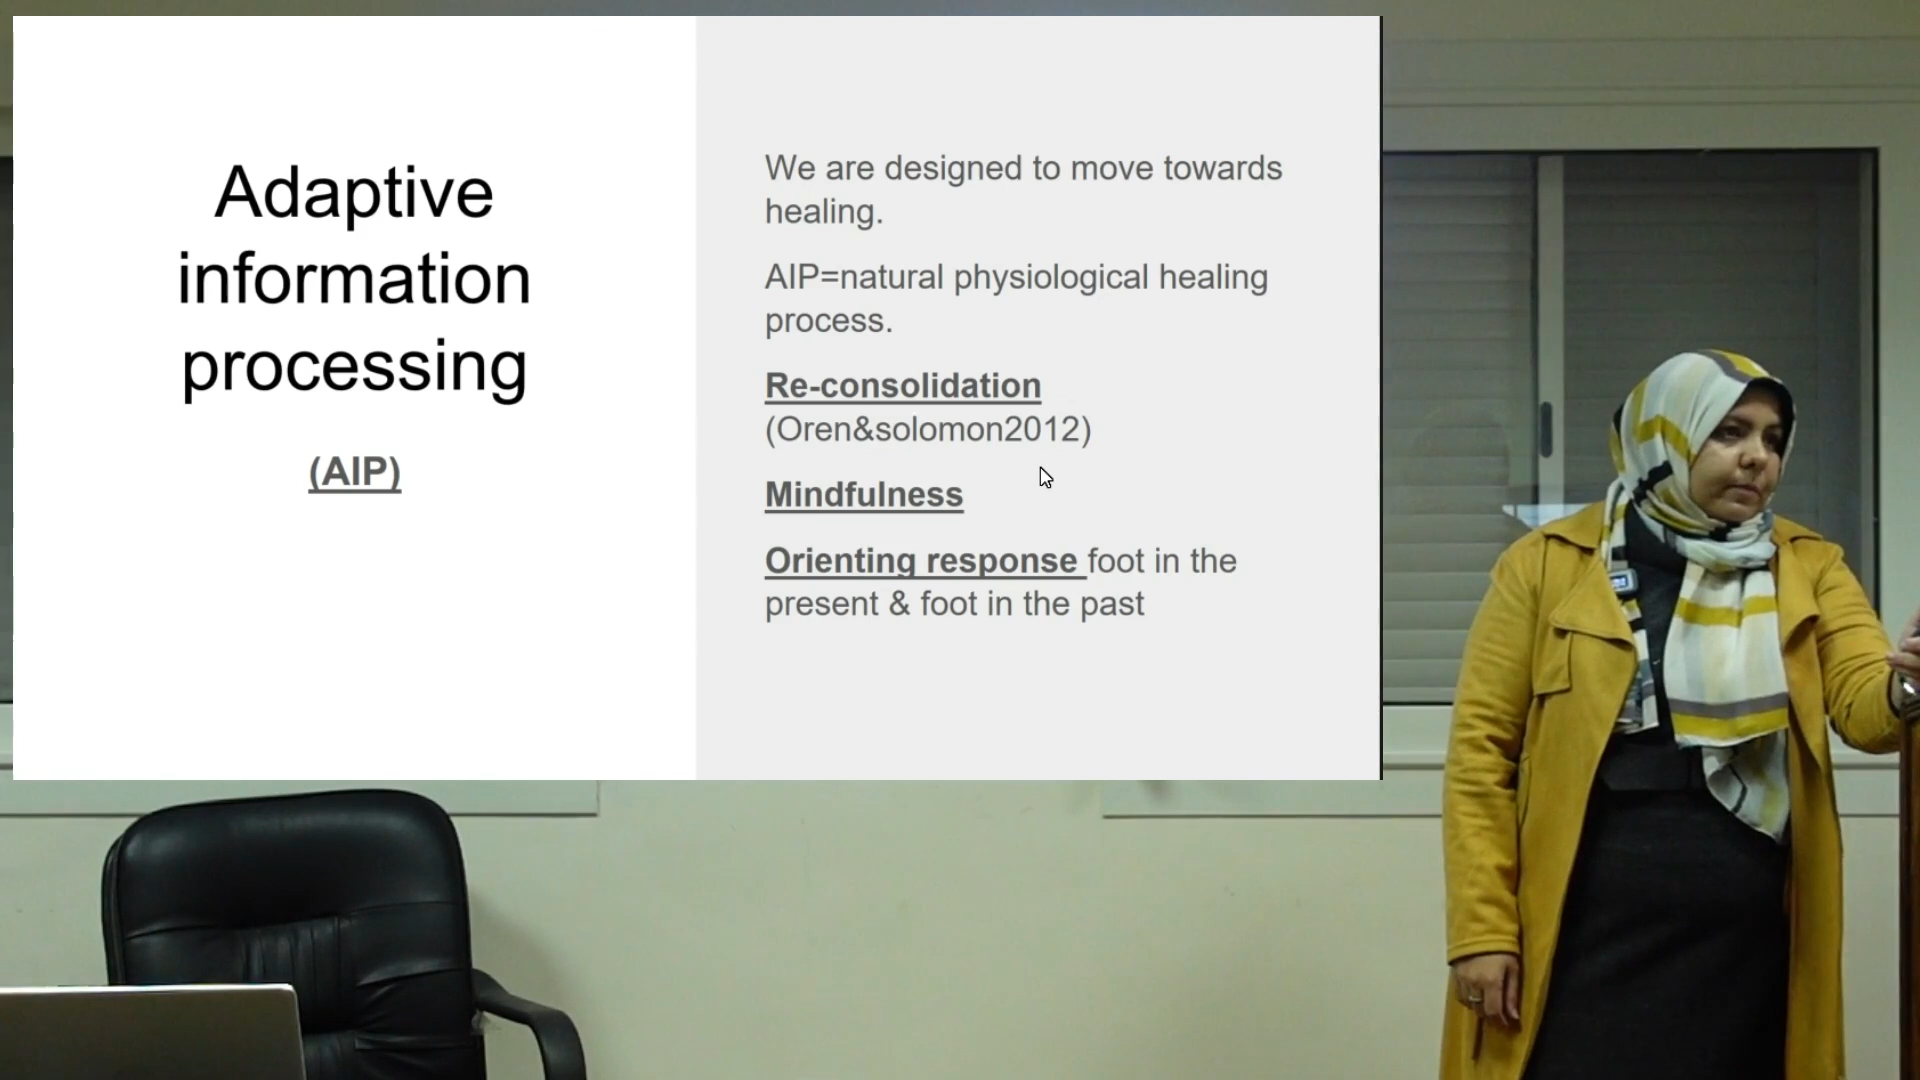 Adaptive
information
processing
(AIP)
We are designed to move towards
healing.
AIP=natural physiological healing
process.
Re-consolidation
(Oren&solomon2012)
Mindfulness
Orienting response foot in the
present & foot in the past